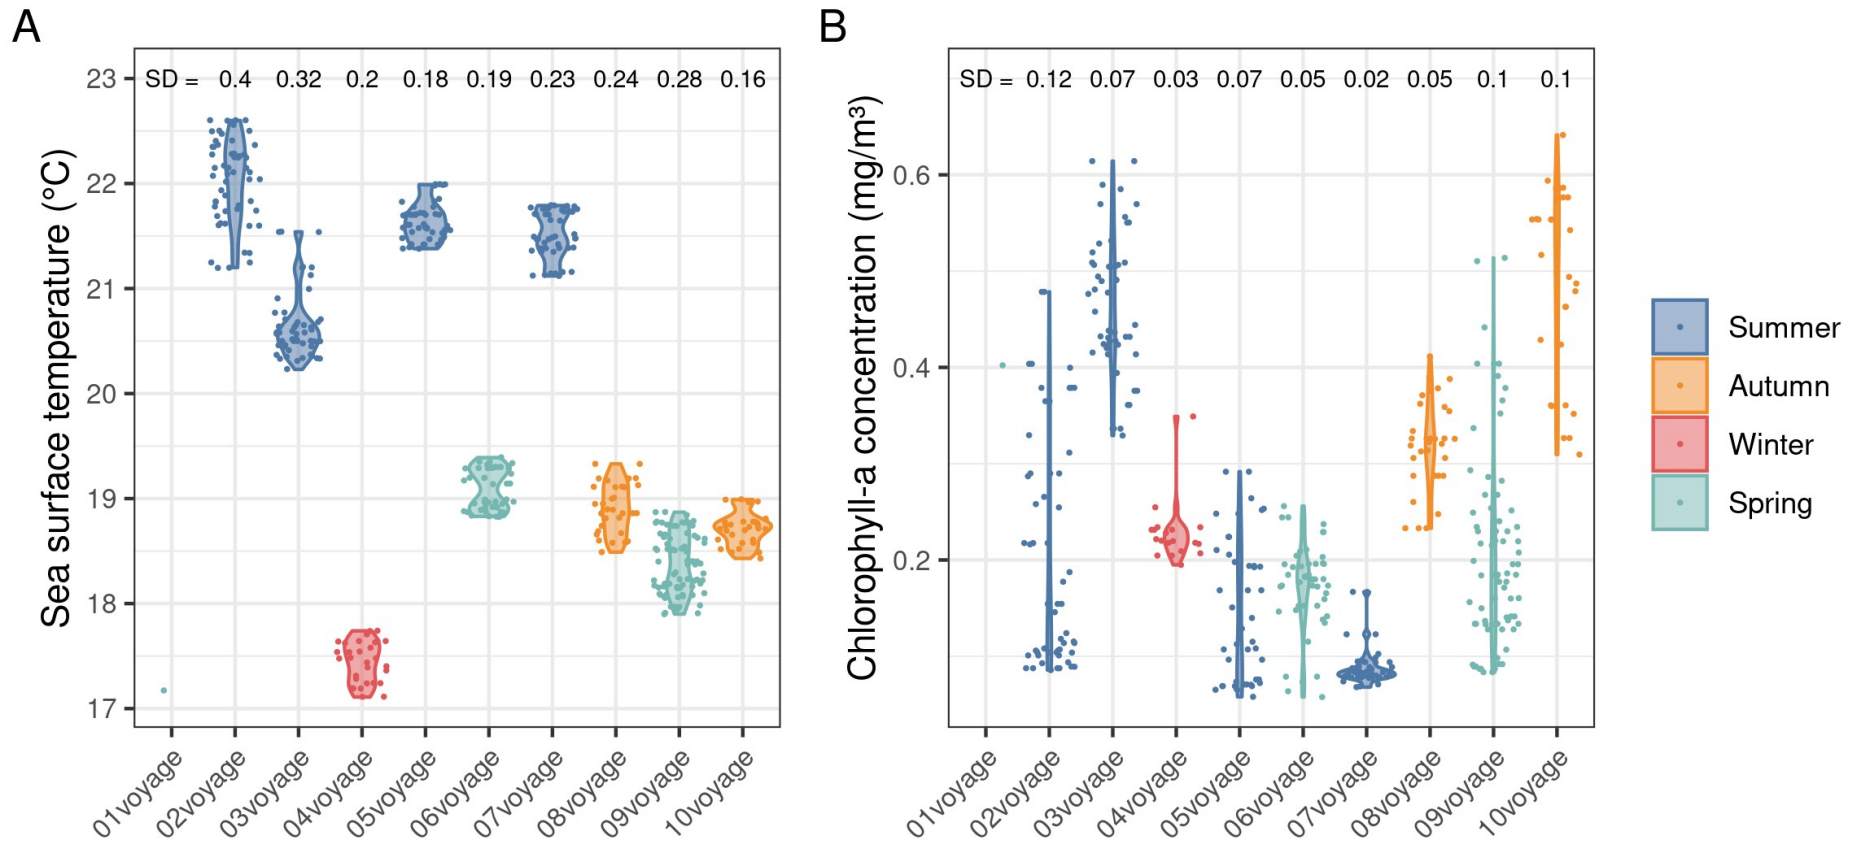 A
Sea surface temperature (°C)
23
22
21
20
19
18
17
SD = 0.4 0.32 0.2 0.18 0.19 0.23 0.24 0.28 0.16
01voyage
02voyage
03voyage
04voyage
05voyage
06voyage
07voyage
08voyage
09voyage
10voyage
B
Chlorophyll-a concentration (mg/m³)
0.6
0.4
0.2
SD = 0.12 0.07 0.03 0.07 0.05 0.02 0.05 0.1 0.1
01voyage
02voyage
03voyage
04voyage
05voyage
06voyage
07voyage
08voyage
09voyage
10voyage
Summer
Autumn
Winter
Spring